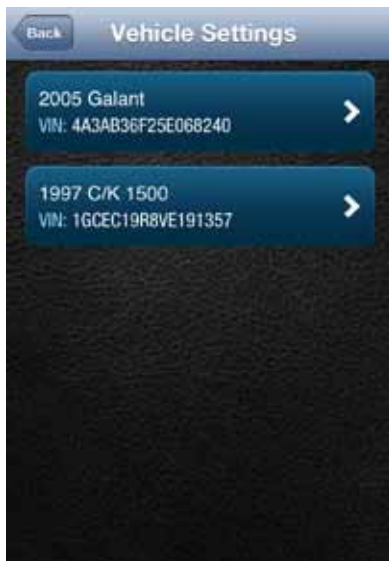 Back
Vehicle Settings
2005 Galant
VIN: 4A3AB36F25E068240
1997 C/K 1500
VIN: 1GCEC19R8VE191357